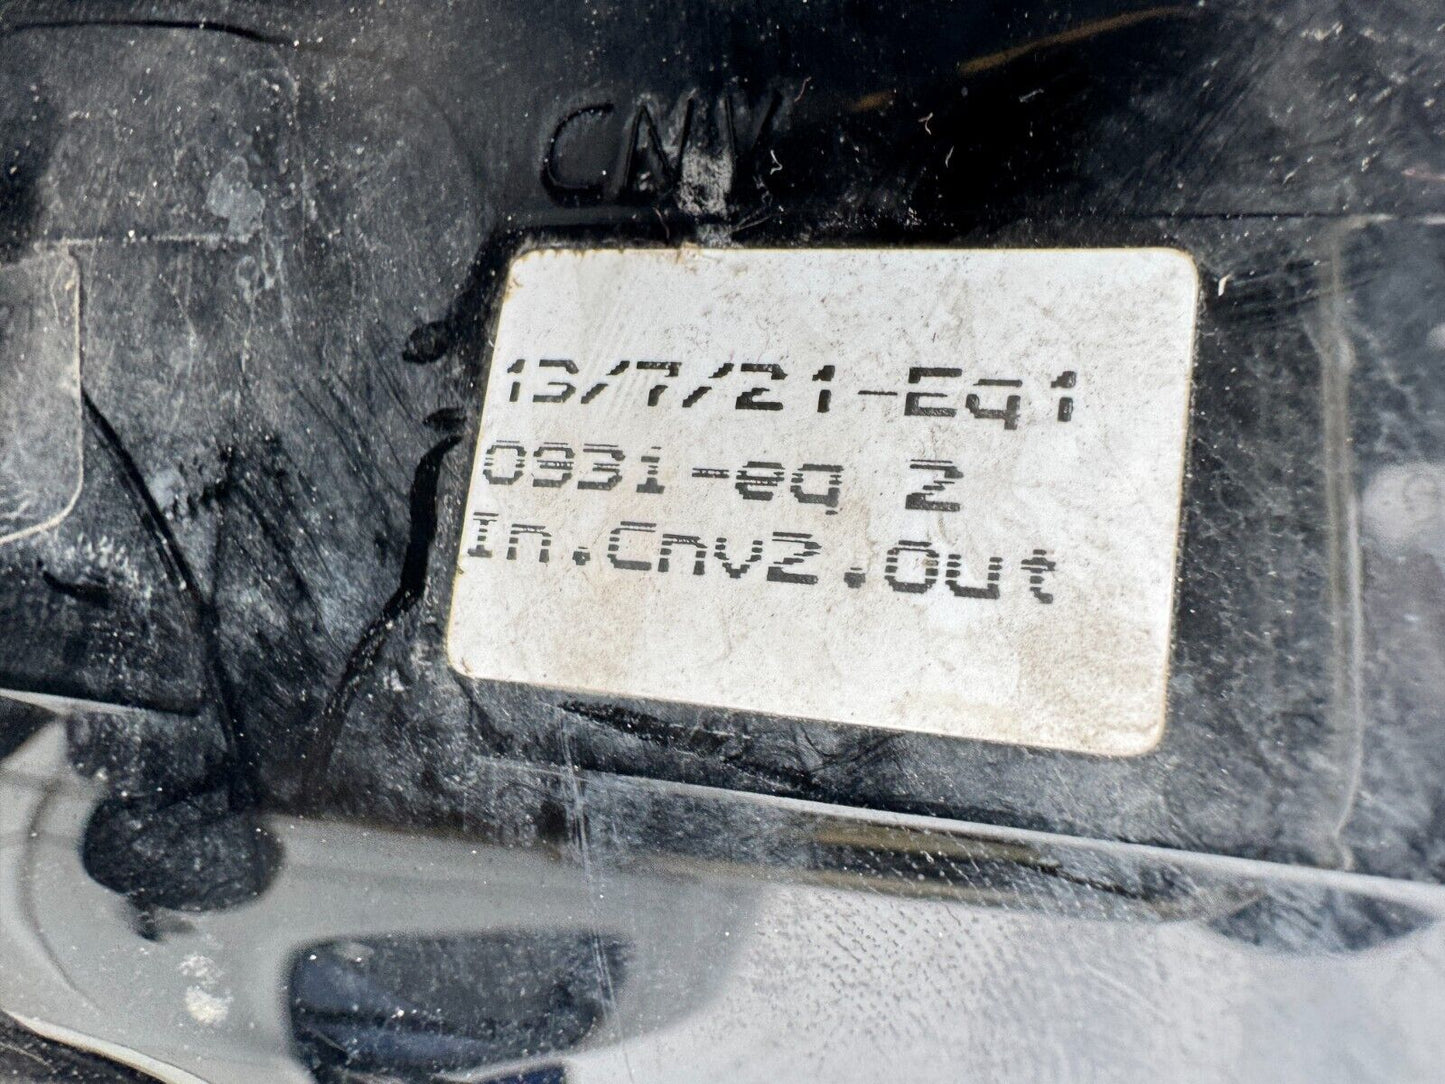 CNV
13/7/21-Eq1
0931-eq 2
In.Cnv2.Out